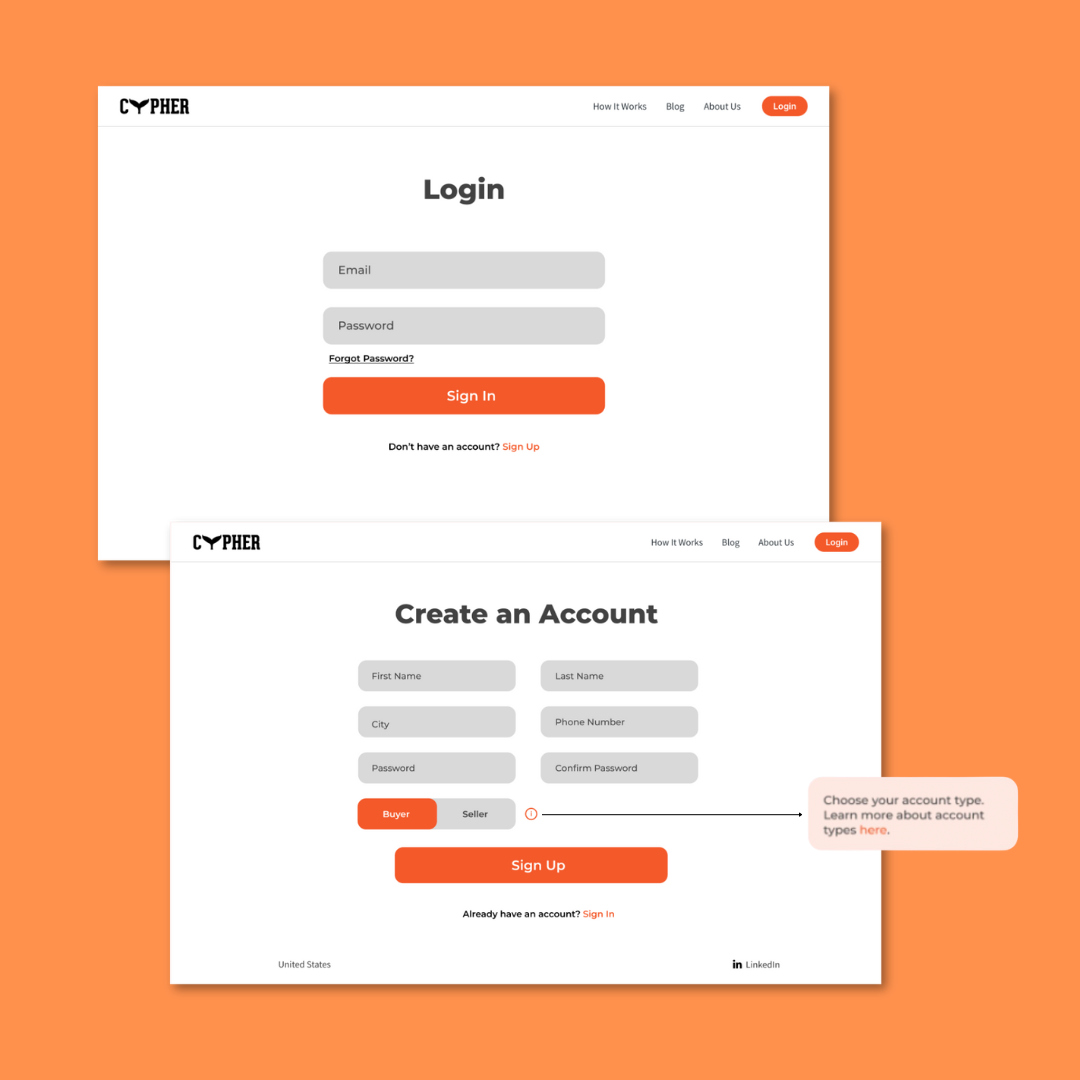 CYPHER
How It Works Blog About Us Login
Login
Email
Password
Forgot Password?
Sign In
Don't have an account? Sign Up
CYPHER
How It Works Blog About Us Login
Create an Account
First Name Last Name
City Phone Number
Password Confirm Password
Buyer Seller
Choose your account type.
Learn more about account
types here.
Sign Up
Already have an account? Sign In
United States in LinkedIn